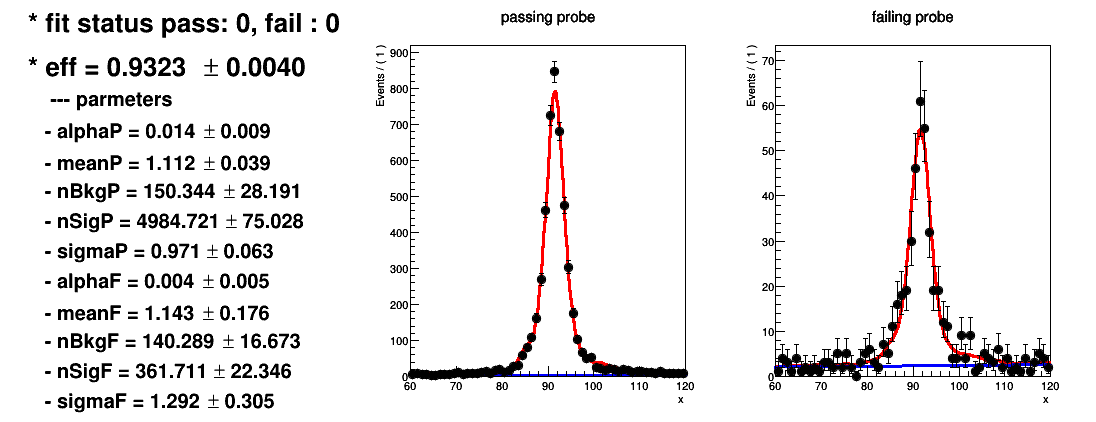 * fit status pass: 0, fail : 0
* eff = 0.9323 ± 0.0040
--- parmeters
- alphaP = 0.014 ± 0.009
- meanP = 1.112 ± 0.039
- nBkgP = 150.344 ± 28.191
- nSigP = 4984.721 ± 75.028
- sigmaP = 0.971 ± 0.063
- alphaF = 0.004 ± 0.005
- meanF = 1.143 ± 0.176
- nBkgF = 140.289 ± 16.673
- nSigF = 361.711 ± 22.346
- sigmaF = 1.292 ± 0.305
passing probe
Events / ( 1 )
900
800
700
600
500
400
300
200
100
0
60 70 80 90 100 110 120
x
failing probe
Events / ( 1 )
70
60
50
40
30
20
10
0
60 70 80 90 100 110 120
x